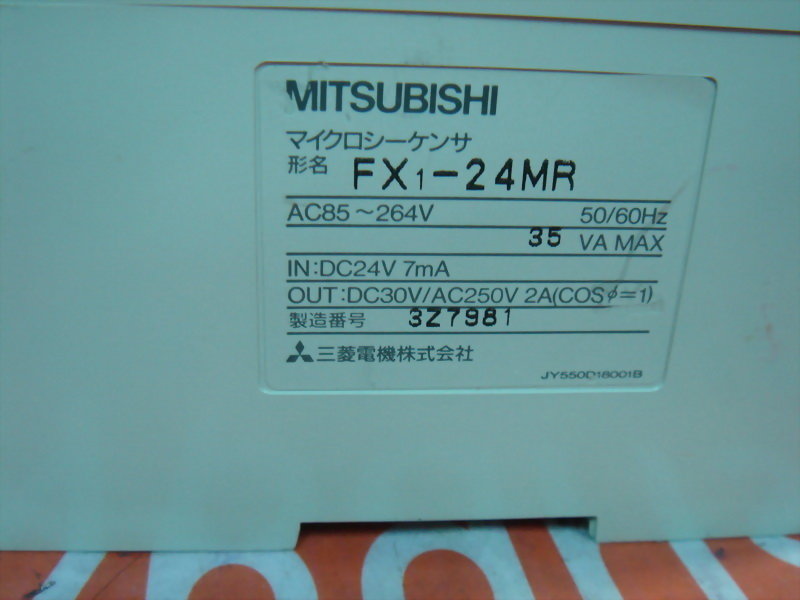 MITSUBISHI
マイクロシーケンサ
形名 FX1-24MR
AC85~264V 50/60Hz
35 VA MAX
IN:DC24V 7mA
OUT:DC30V/AC250V 2A(COSφ=1)
製造番号 3Z7981
三菱電機株式会社
JY550D18001B